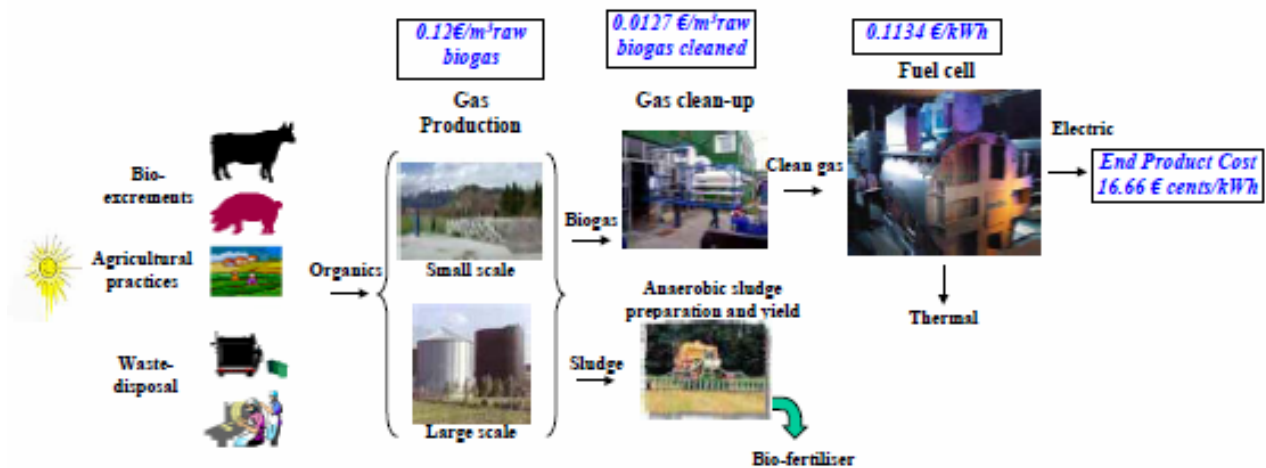 0.12€/m³raw
biogas
0.0127 €/m³raw
biogas cleaned
0.1134 €/kWh
Gas
Production
Gas clean-up
Fuel cell
Bio-
excrements
Agricultural
practices
Waste-
disposal
Organics
Small scale
Large scale
Biogas
Sludge
Clean gas
Anaerobic sludge
preparation and yield
Bio-fertiliser
Electric
Thermal
End Product Cost
16.66 € cents/kWh